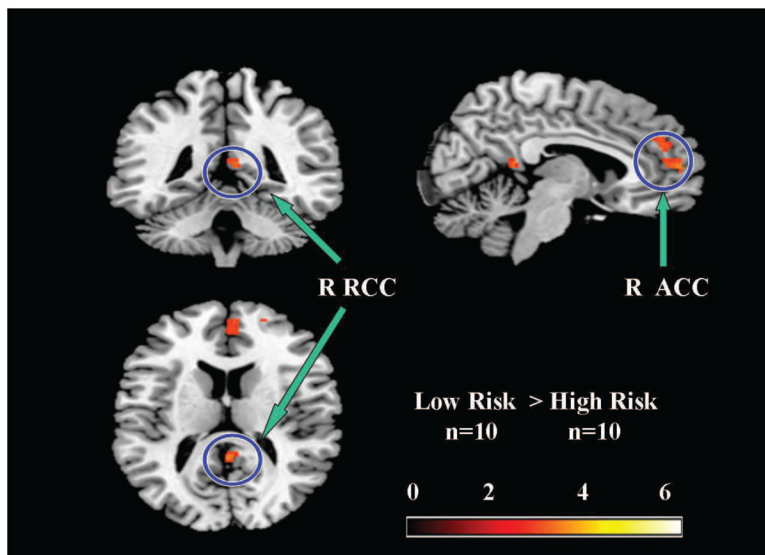 R RCC
R ACC
Low Risk > High Risk
n=10 n=10
0 2 4 6